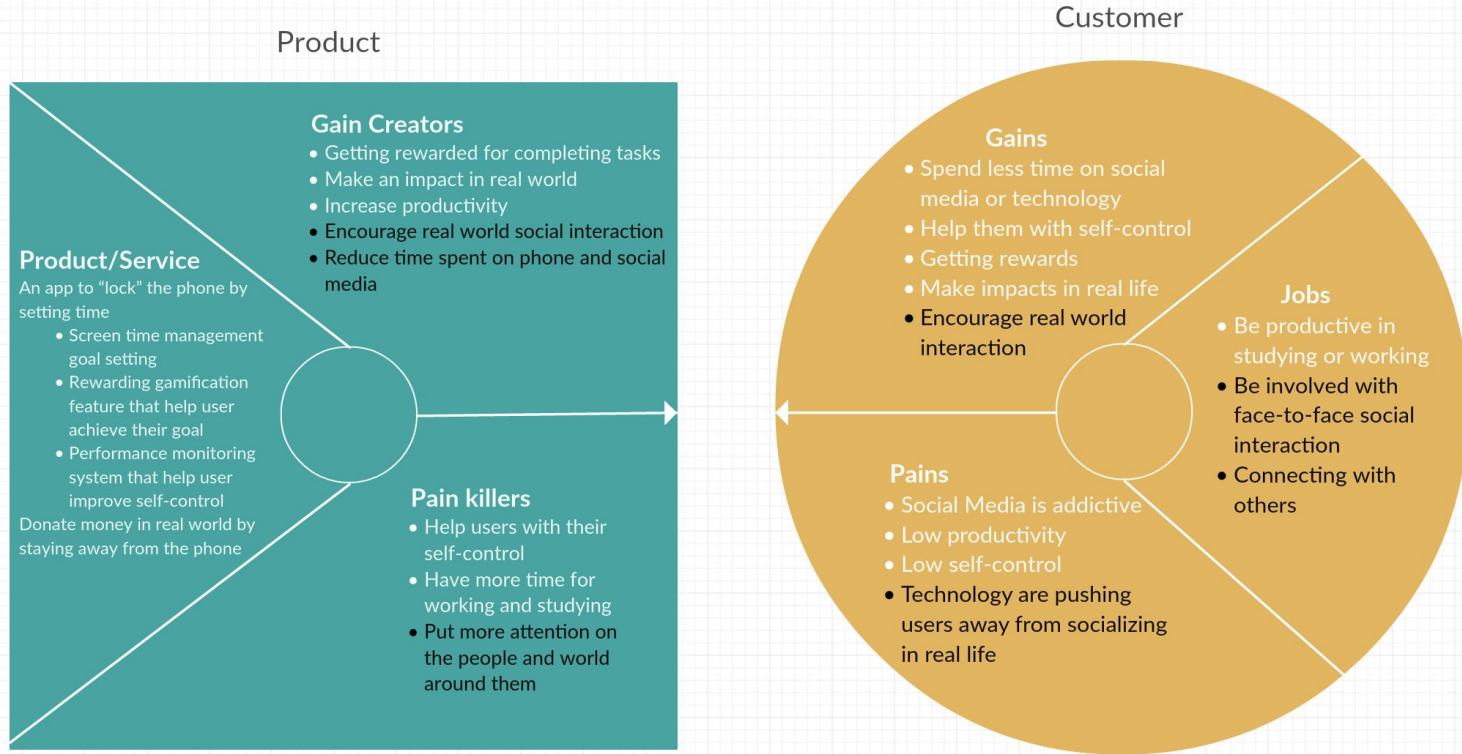 Product
Gain Creators
• Getting rewarded for completing tasks
• Make an impact in real world
• Increase productivity
• Encourage real world social interaction
• Reduce time spent on phone and social
media
Product/Service
An app to “lock” the phone by
setting time
• Screen time management
goal setting
• Rewarding gamification
feature that help user
achieve their goal
• Performance monitoring
system that help user
improve self-control
Donate money in real world by
staying away from the phone
Pain killers
• Help users with their
self-control
• Have more time for
working and studying
• Put more attention on
the people and world
around them
Customer
Gains
• Spend less time on social
media or technology
• Help them with self-control
• Getting rewards
• Make impacts in real life
• Encourage real world
interaction
Jobs
• Be productive in
studying or working
• Be involved with
face-to-face social
interaction
• Connecting with
others
Pains
• Social Media is addictive
• Low productivity
• Low self-control
• Technology are pushing
users away from socializing
in real life